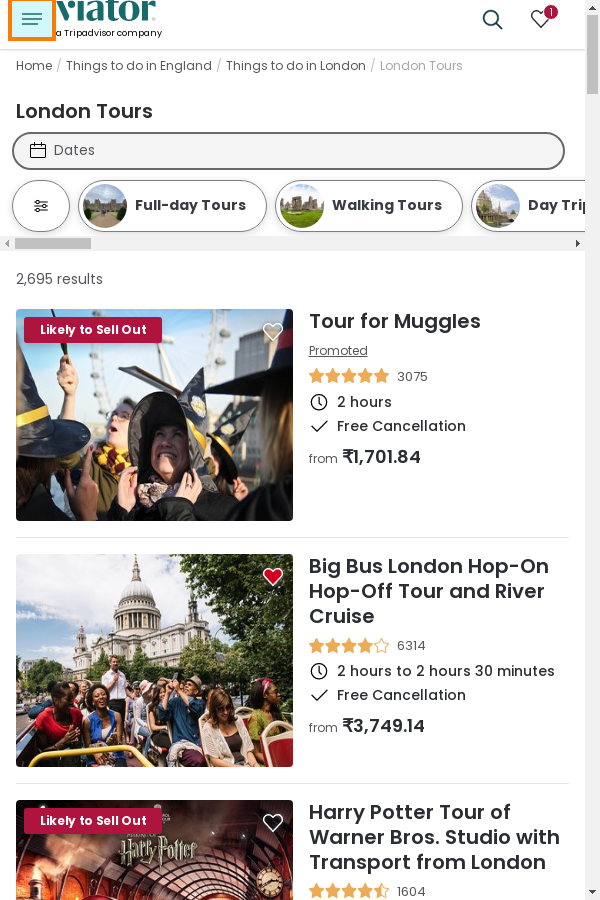 viator
a Tripadvisor company
1
Home / Things to do in England / Things to do in London / London Tours
London Tours
Dates
Full-day Tours
Walking Tours
Day Tri
2,695 results
Likely to Sell Out
Tour for Muggles
Promoted
3075
2 hours
Free Cancellation
from ₹1,701.84
Big Bus London Hop-On
Hop-Off Tour and River
Cruise
6314
2 hours to 2 hours 30 minutes
Free Cancellation
from ₹3,749.14
Likely to Sell Out
Harry Potter
Harry Potter Tour of
Warner Bros. Studio with
Transport from London
1604